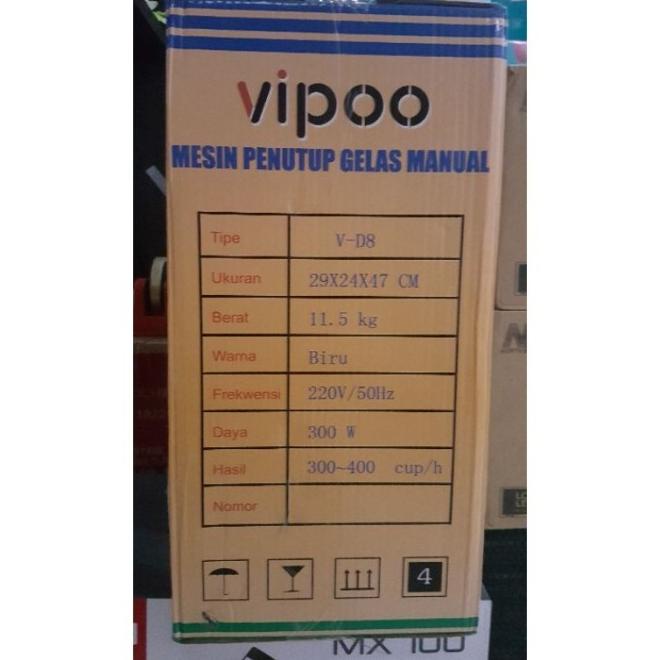 vipoo
MESIN PENUTUP GELAS MANUAL
Tipe V-D8
Ukuran 29X24X47 CM
Berat 11.5 kg
Warna Biru
Frekwensi 220V/50Hz
Daya 300 W
Hasil 300~400 cup/h
Nomor
4
MX 100